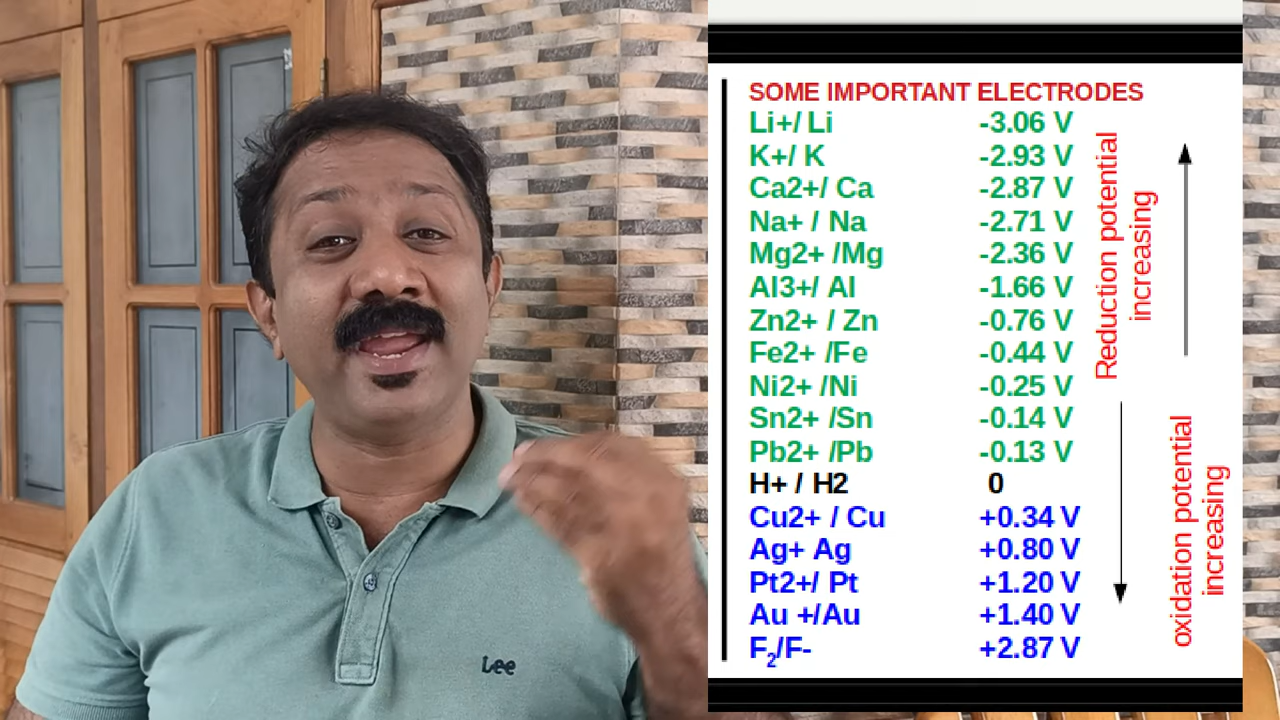 SOME IMPORTANT ELECTRODES
Li+/ Li -3.06 V
K+/ K -2.93 V
Ca2+/ Ca -2.87 V
Na+ / Na -2.71 V
Mg2+ /Mg -2.36 V
Al3+/ Al -1.66 V
Zn2+ / Zn -0.76 V
Fe2+ /Fe -0.44 V
Ni2+ /Ni -0.25 V
Sn2+ /Sn -0.14 V
Pb2+ /Pb -0.13 V
H+ / H2 0
Cu2+ / Cu +0.34 V
Ag+ Ag +0.80 V
Pt2+/ Pt +1.20 V
Au +/Au +1.40 V
F₂/F- +2.87 V
Reduction potential
increasing
oxidation potential
increasing
Lee